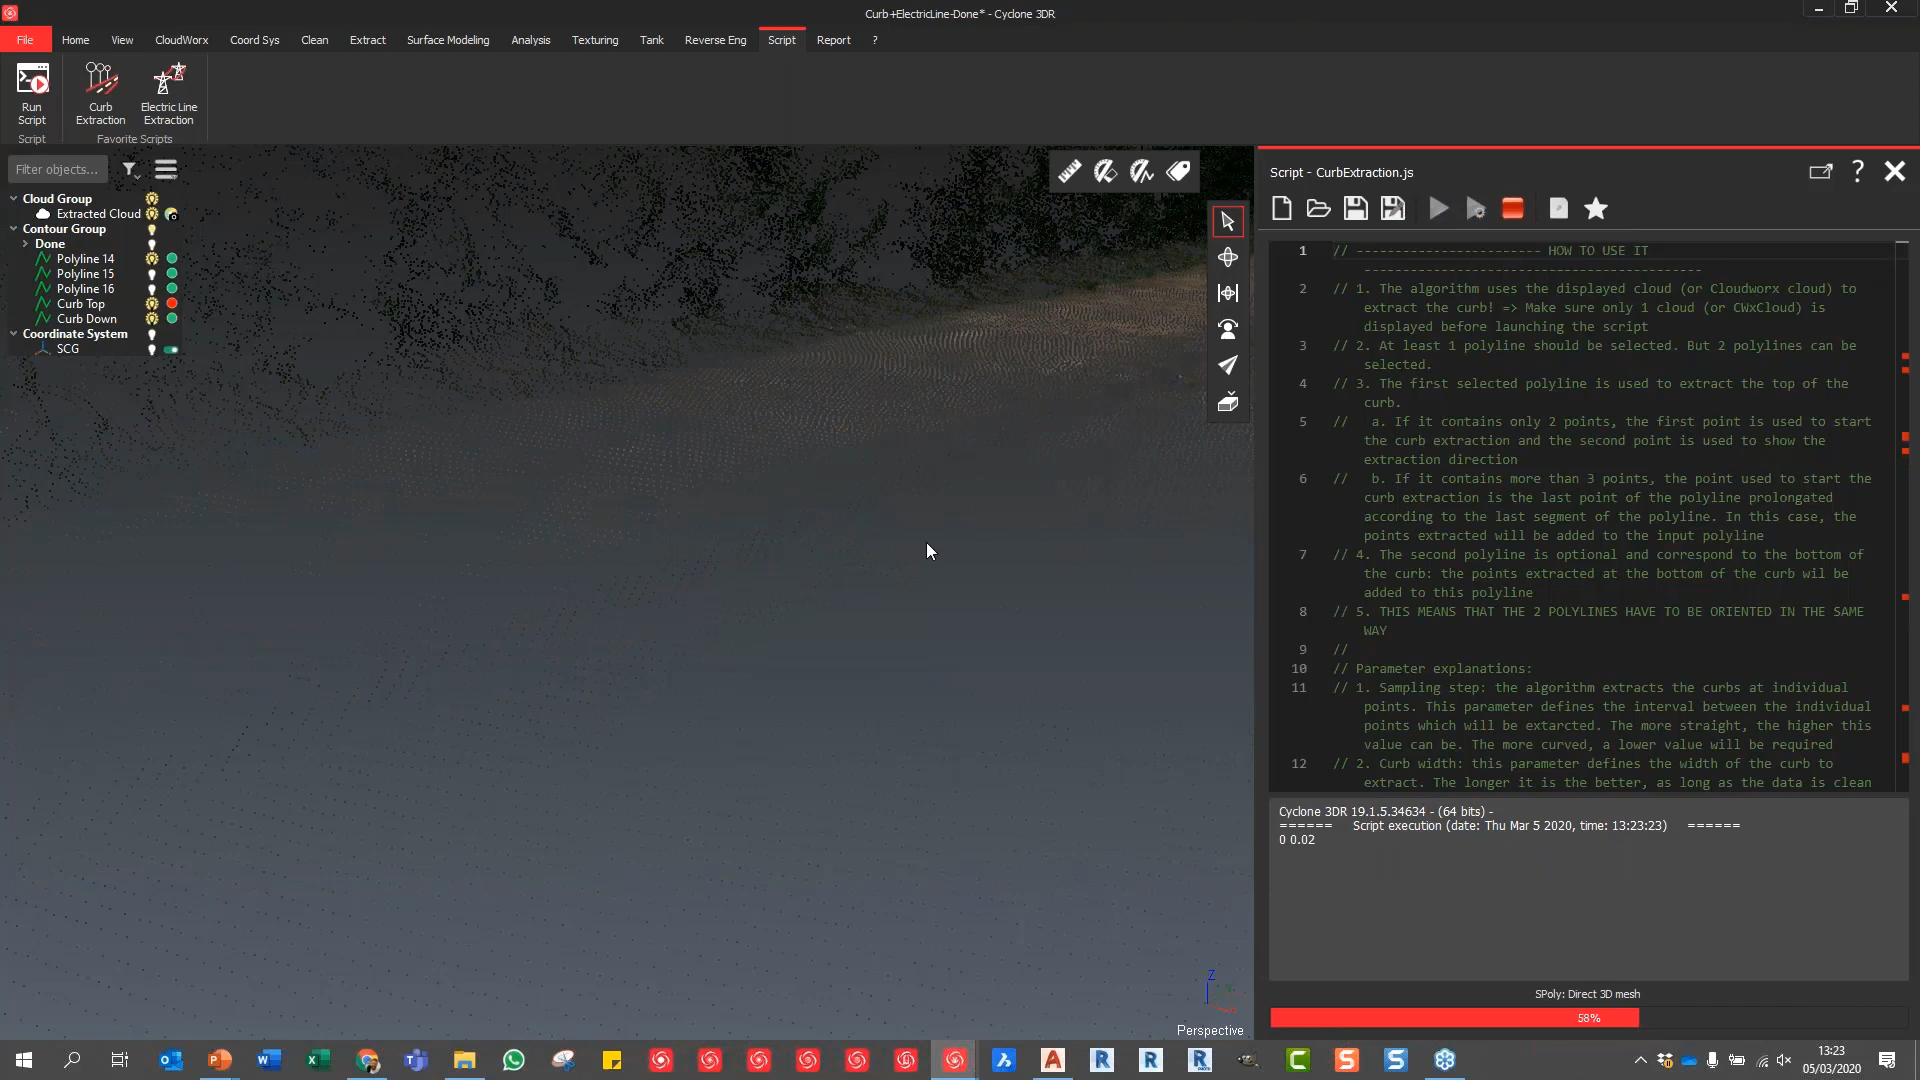 Curb+ElectricLine-Done* - Cyclone 3DR
File Home View CloudWorx Coord Sys Clean Extract Surface Modeling Analysis Texturing Tank Reverse Eng Script Report ?
Run Script
Curb Extraction
Electric Line Extraction
Script
Favorite Scripts
Filter objects...
Cloud Group
Extracted Cloud
Contour Group
Done
Polyline 14
Polyline 15
Polyline 16
Curb Top
Curb Down
Coordinate System
SCG
Z
Perspective
Script - CurbExtraction.js
1 // ------------------------ HOW TO USE IT
--------------------------------------------
2 // 1. The algorithm uses the displayed cloud (or Cloudworx cloud) to
extract the curb! => Make sure only 1 cloud (or CWxCloud) is
displayed before launching the script
3 // 2. At least 1 polyline should be selected. But 2 polylines can be
selected.
4 // 3. The first selected polyline is used to extract the top of the
curb.
5 // a. If it contains only 2 points, the first point is used to start
the curb extraction and the second point is used to show the
extraction direction
6 // b. If it contains more than 3 points, the point used to start the
curb extraction is the last point of the polyline prolongated
according to the last segment of the polyline. In this case, the
points extracted will be added to the input polyline
7 // 4. The second polyline is optional and correspond to the bottom of
the curb: the points extracted at the bottom of the curb wil be
added to this polyline
8 // 5. THIS MEANS THAT THE 2 POLYLINES HAVE TO BE ORIENTED IN THE SAME
WAY
9 //
10 // Parameter explanations:
11 // 1. Sampling step: the algorithm extracts the curbs at individual
points. This parameter defines the interval between the individual
points which will be extarcted. The more straight, the higher this
value can be. The more curved, a lower value will be required
12 // 2. Curb width: this parameter defines the width of the curb to
extract. The longer it is the better, as long as the data is clean
Cyclone 3DR 19.1.5.34634 - (64 bits) -
====== Script execution (date: Thu Mar 5 2020, time: 13:23:23) ======
0 0.02
SPoly: Direct 3D mesh
58%
13:23
05/03/2020